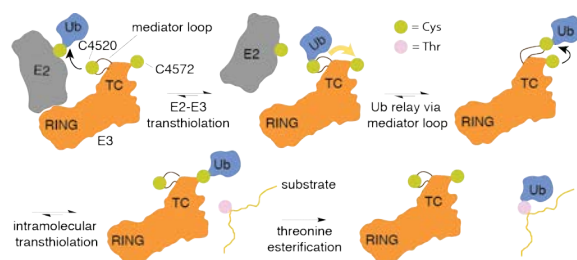 Ub
mediator loop
C4520
C4572
E2
TC
RING
E3
E2-E3
transthiolation
E2
Ub
TC
RING
Ub relay via
mediator loop
= Cys
= Thr
Ub
TC
RING
intramolecular
transthiolation
Ub
TC
RING
substrate
threonine
esterification
TC
RING
Ub